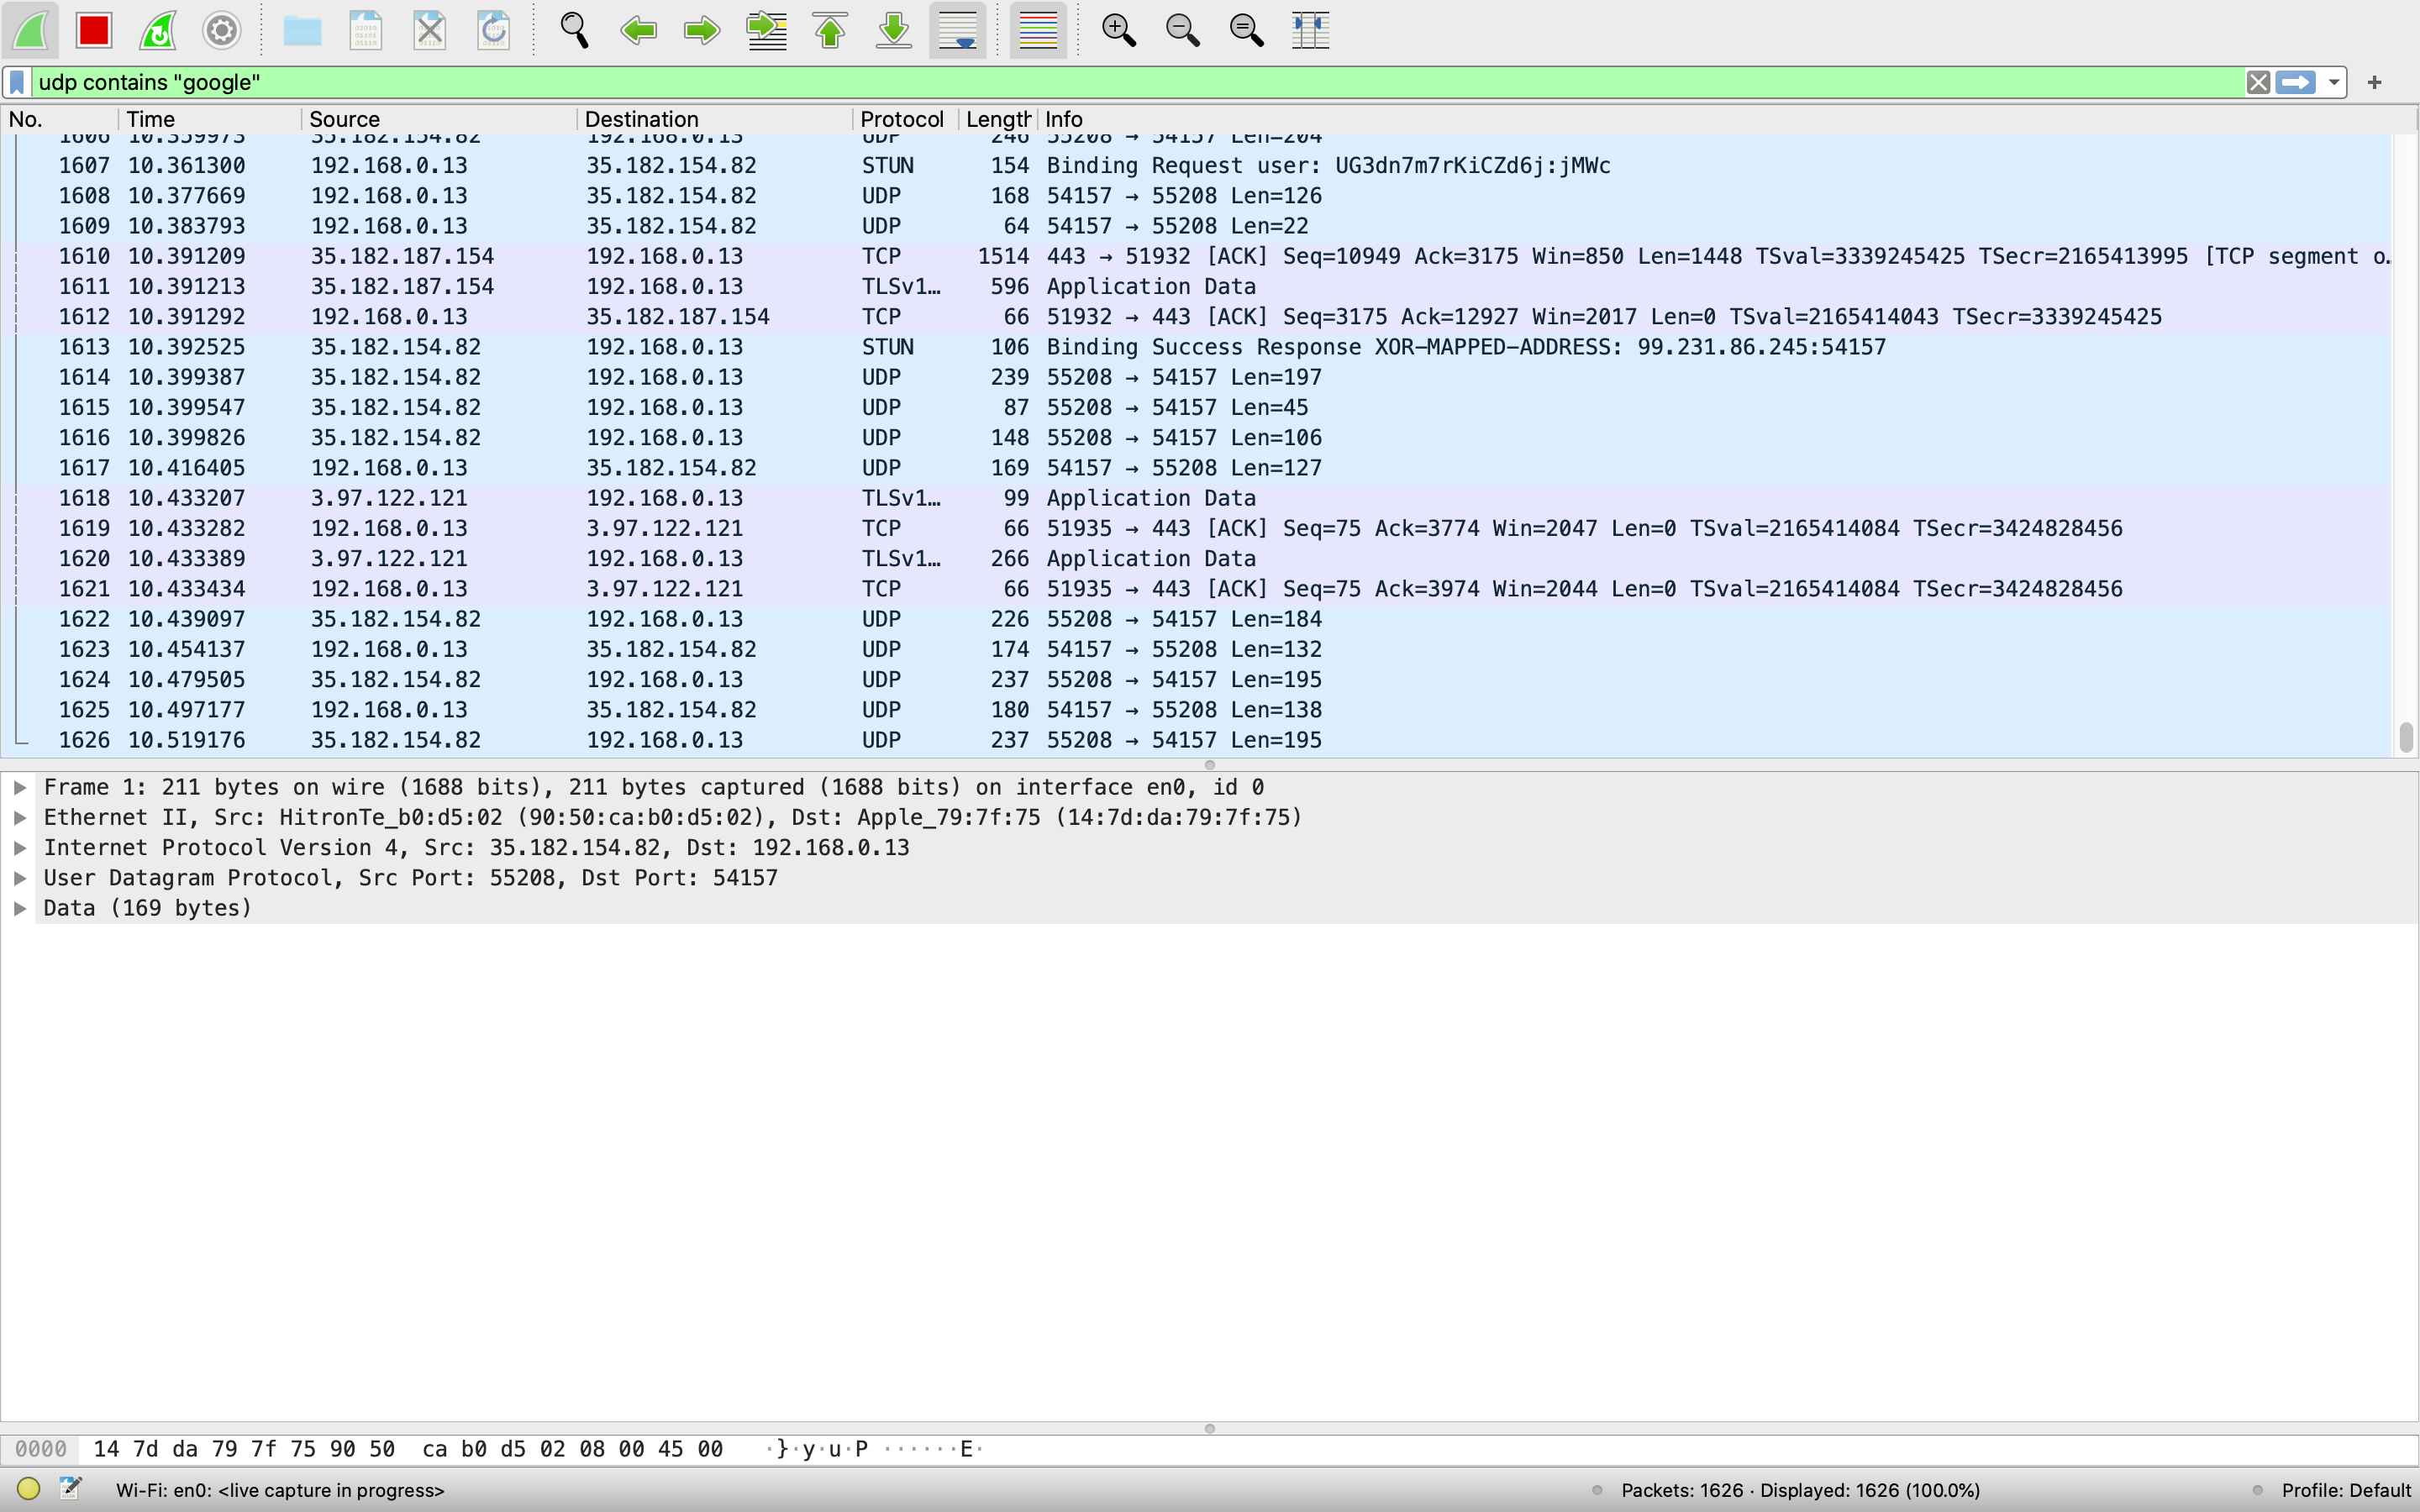 udp contains "google"
No. Time Source Destination Protocol Length Info
1606 10.359973 35.182.154.82 192.168.0.13 UDP 246 55208 → 54157 Len=204
1607 10.361300 192.168.0.13 35.182.154.82 STUN 154 Binding Request user: UG3dn7m7rKiCZd6j:jMWc
1608 10.377669 192.168.0.13 35.182.154.82 UDP 168 54157 → 55208 Len=126
1609 10.383793 192.168.0.13 35.182.154.82 UDP 64 54157 → 55208 Len=22
1610 10.391209 35.182.187.154 192.168.0.13 TCP 1514 443 → 51932 [ACK] Seq=10949 Ack=3175 Win=850 Len=1448 TSval=3339245425 TSecr=2165413995 [TCP segment o…
1611 10.391213 35.182.187.154 192.168.0.13 TLSv1… 596 Application Data
1612 10.391292 192.168.0.13 35.182.187.154 TCP 66 51932 → 443 [ACK] Seq=3175 Ack=12927 Win=2017 Len=0 TSval=2165414043 TSecr=3339245425
1613 10.392525 35.182.154.82 192.168.0.13 STUN 106 Binding Success Response XOR-MAPPED-ADDRESS: 99.231.86.245:54157
1614 10.399387 35.182.154.82 192.168.0.13 UDP 239 55208 → 54157 Len=197
1615 10.399547 35.182.154.82 192.168.0.13 UDP 87 55208 → 54157 Len=45
1616 10.399826 35.182.154.82 192.168.0.13 UDP 148 55208 → 54157 Len=106
1617 10.416405 192.168.0.13 35.182.154.82 UDP 169 54157 → 55208 Len=127
1618 10.433207 3.97.122.121 192.168.0.13 TLSv1… 99 Application Data
1619 10.433282 192.168.0.13 3.97.122.121 TCP 66 51935 → 443 [ACK] Seq=75 Ack=3774 Win=2047 Len=0 TSval=2165414084 TSecr=3424828456
1620 10.433389 3.97.122.121 192.168.0.13 TLSv1… 266 Application Data
1621 10.433434 192.168.0.13 3.97.122.121 TCP 66 51935 → 443 [ACK] Seq=75 Ack=3974 Win=2044 Len=0 TSval=2165414084 TSecr=3424828456
1622 10.439097 35.182.154.82 192.168.0.13 UDP 226 55208 → 54157 Len=184
1623 10.454137 192.168.0.13 35.182.154.82 UDP 174 54157 → 55208 Len=132
1624 10.479505 35.182.154.82 192.168.0.13 UDP 237 55208 → 54157 Len=195
1625 10.497177 192.168.0.13 35.182.154.82 UDP 180 54157 → 55208 Len=138
1626 10.519176 35.182.154.82 192.168.0.13 UDP 237 55208 → 54157 Len=195
Frame 1: 211 bytes on wire (1688 bits), 211 bytes captured (1688 bits) on interface en0, id 0
Ethernet II, Src: HitronTe_b0:d5:02 (90:50:ca:b0:d5:02), Dst: Apple_79:7f:75 (14:7d:da:79:7f:75)
Internet Protocol Version 4, Src: 35.182.154.82, Dst: 192.168.0.13
User Datagram Protocol, Src Port: 55208, Dst Port: 54157
Data (169 bytes)
0000 14 7d da 79 7f 75 90 50 ca b0 d5 02 08 00 45 00 ·}·y·u·P ······E·
Wi-Fi: en0: <live capture in progress> Packets: 1626 · Displayed: 1626 (100.0%) Profile: Default